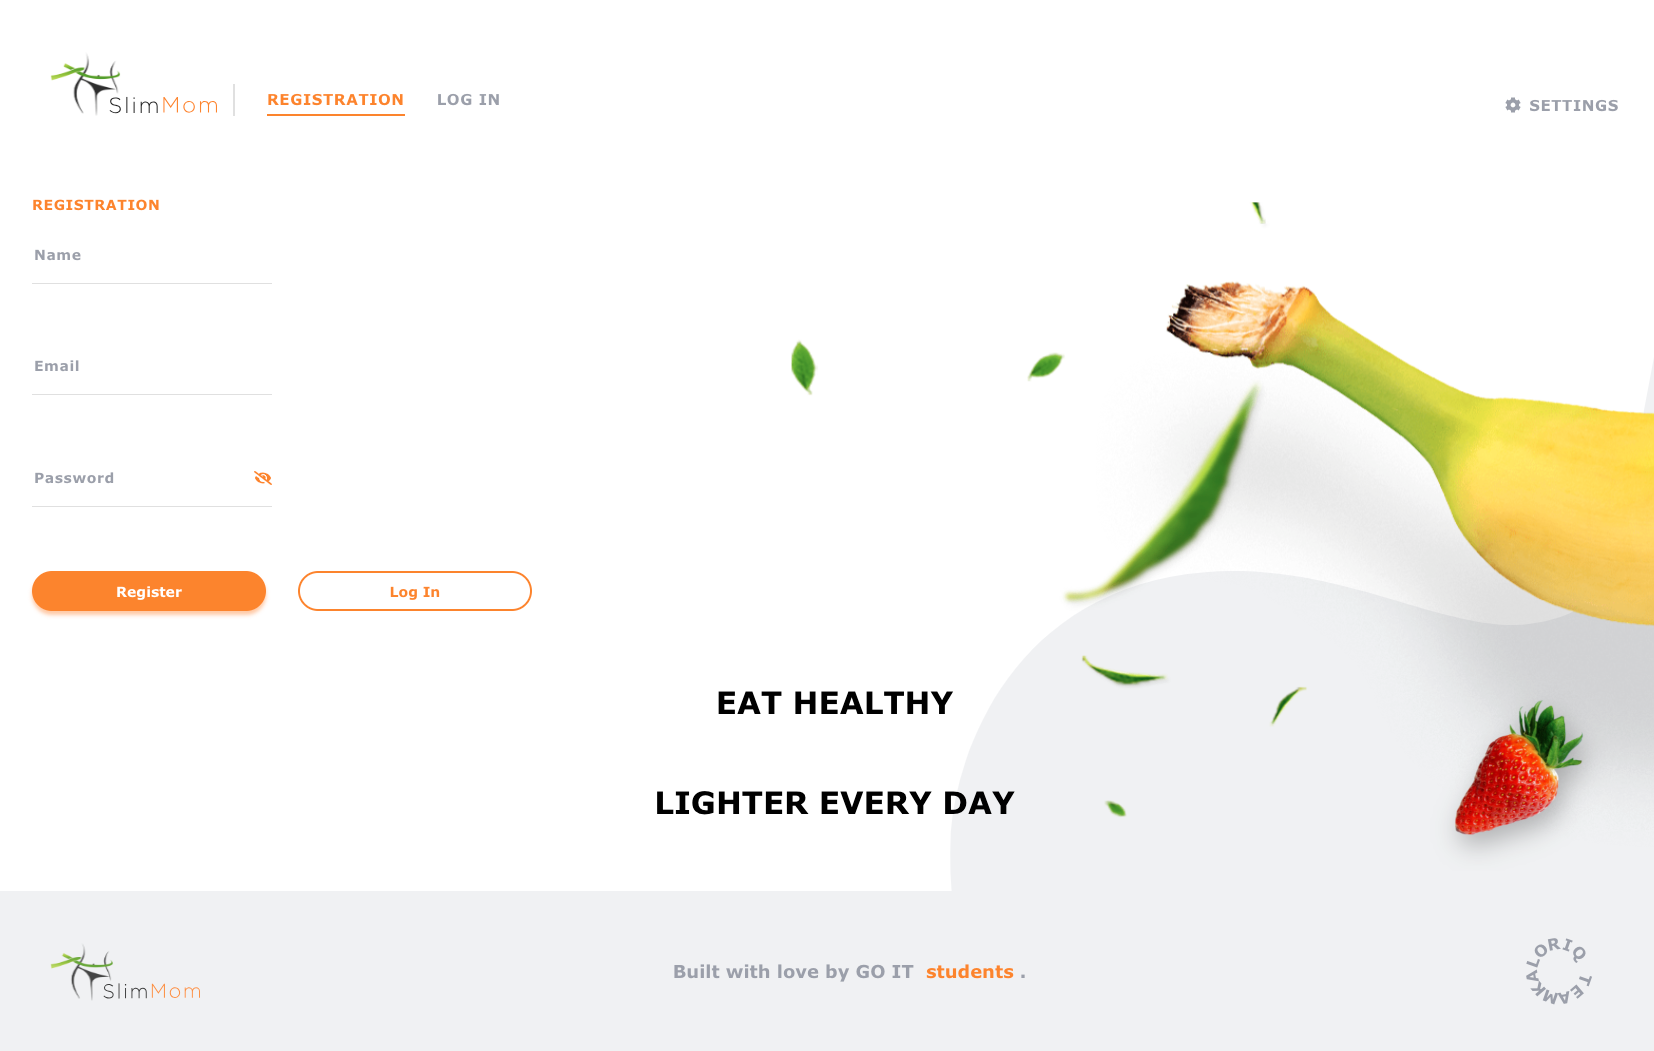 SlimMom
REGISTRATION
LOG IN
SETTINGS
REGISTRATION
Name
Email
Password
Register
Log In
EAT HEALTHY
LIGHTER EVERY DAY
SlimMom
Built with love by GO IT students .
KALORIQ TEAM